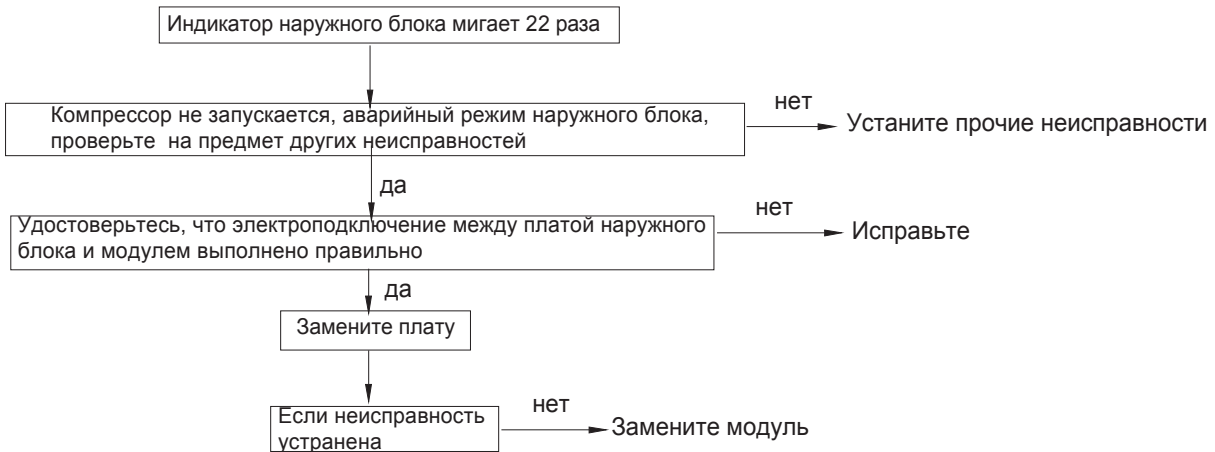 Индикатор наружного блока мигает 22 раза
Компрессор не запускается, аварийный режим наружного блока,
проверьте на предмет других неисправностей
нет
Устаните прочие неисправности
да
Удостоверьтесь, что электроподключение между платой наружного
блока и модулем выполнено правильно
нет
Исправьте
да
Замените плату
Если неисправность
устранена
нет
Замените модуль